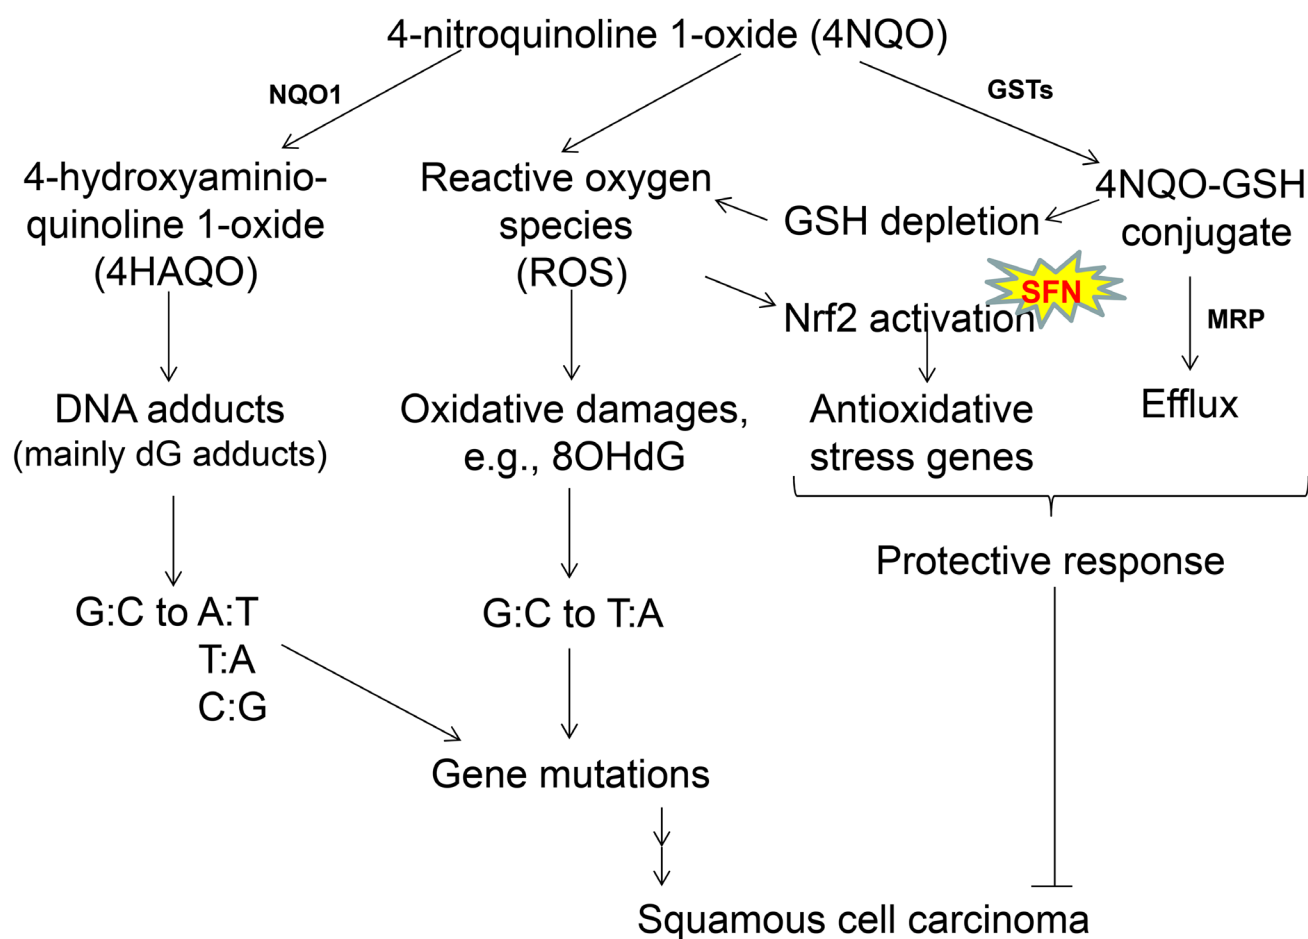 4-nitroquinoline 1-oxide (4NQO)
NQO1
GSTs
4-hydroxyaminio-
quinoline 1-oxide
(4HAQO)
Reactive oxygen
species
(ROS)
GSH depletion
4NQO-GSH
conjugate
SFN
Nrf2 activation
MRP
DNA adducts
(mainly dG adducts)
Oxidative damages,
e.g., 8OHdG
Antioxidative
stress genes
Efflux
Protective response
G:C to A:T
T:A
C:G
G:C to T:A
Gene mutations
Squamous cell carcinoma